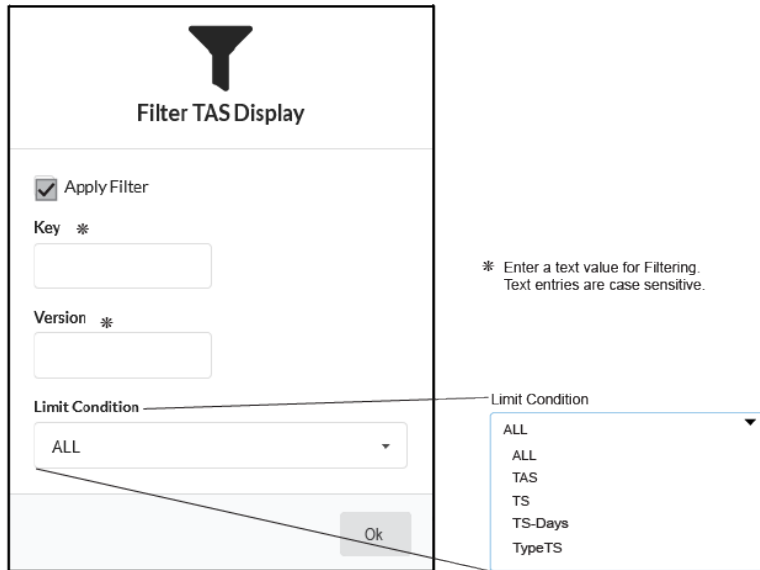 Filter TAS Display
Apply Filter
Key *
Version *
Limit Condition
ALL
Ok
* Enter a text value for Filtering.
Text entries are case sensitive.
Limit Condition
ALL
ALL
TAS
TS
TS-Days
TypeTS